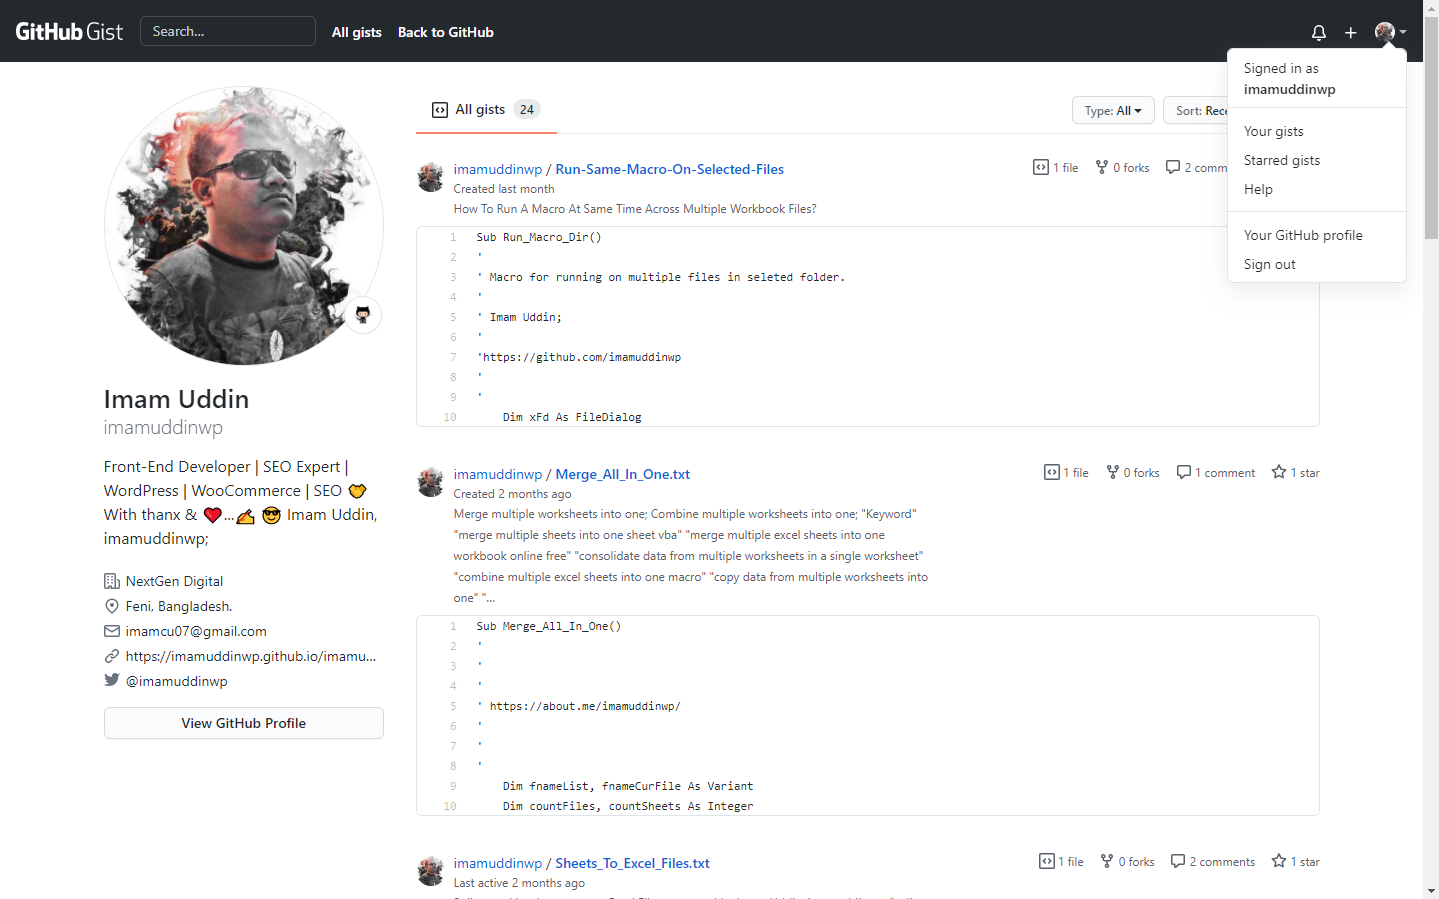 GitHub Gist
Search...
All gists
Back to GitHub
Signed in as
imamuddinwp
Your gists
Starred gists
Help
Your GitHub profile
Sign out
Imam Uddin
imamuddinwp
Front-End Developer | SEO Expert |
WordPress | WooCommerce | SEO
With thanx & ❤️...✍️ 😎 Imam Uddin,
imamuddinwp;
NextGen Digital
Feni, Bangladesh.
imamcu07@gmail.com
https://imamuddinwp.github.io/imamu...
@imamuddinwp
View GitHub Profile
All gists 24
Type: All
Sort: Rece
imamuddinwp / Run-Same-Macro-On-Selected-Files
1 file
0 forks
2 comm
Created last month
How To Run A Macro At Same Time Across Multiple Workbook Files?
1 Sub Run_Macro_Dir()
2 '
3 ' Macro for running on multiple files in seleted folder.
4 '
5 ' Imam Uddin;
6 '
7 'https://github.com/imamuddinwp
8 '
9 '
10 Dim xFd As FileDialog
imamuddinwp / Merge_All_In_One.txt
1 file
0 forks
1 comment
1 star
Created 2 months ago
Merge multiple worksheets into one; Combine multiple worksheets into one; "Keyword"
"merge multiple sheets into one sheet vba" "merge multiple excel sheets into one
workbook online free" "consolidate data from multiple worksheets in a single worksheet"
"combine multiple excel sheets into one macro" "copy data from multiple worksheets into
one" "...
1 Sub Merge_All_In_One()
2 '
3 '
4 '
5 ' https://about.me/imamuddinwp/
6 '
7 '
8 '
9 Dim fnameList, fnameCurFile As Variant
10 Dim countFiles, countSheets As Integer
imamuddinwp / Sheets_To_Excel_Files.txt
1 file
0 forks
2 comments
1 star
Last active 2 months ago